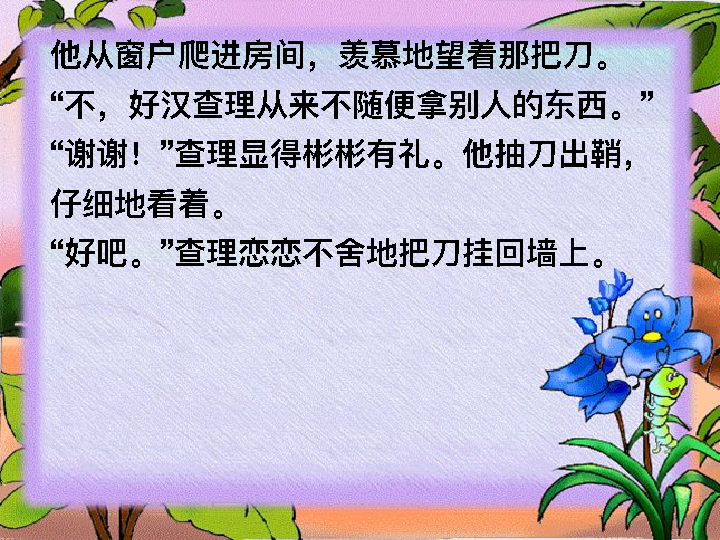 他从窗户爬进房间，羡慕地望着那把刀。
“不，好汉查理从来不随便拿别人的东西。”
“谢谢！”查理显得彬彬有礼。他抽刀出鞘，
仔细地看着。
“好吧。”查理恋恋不舍地把刀挂回墙上。